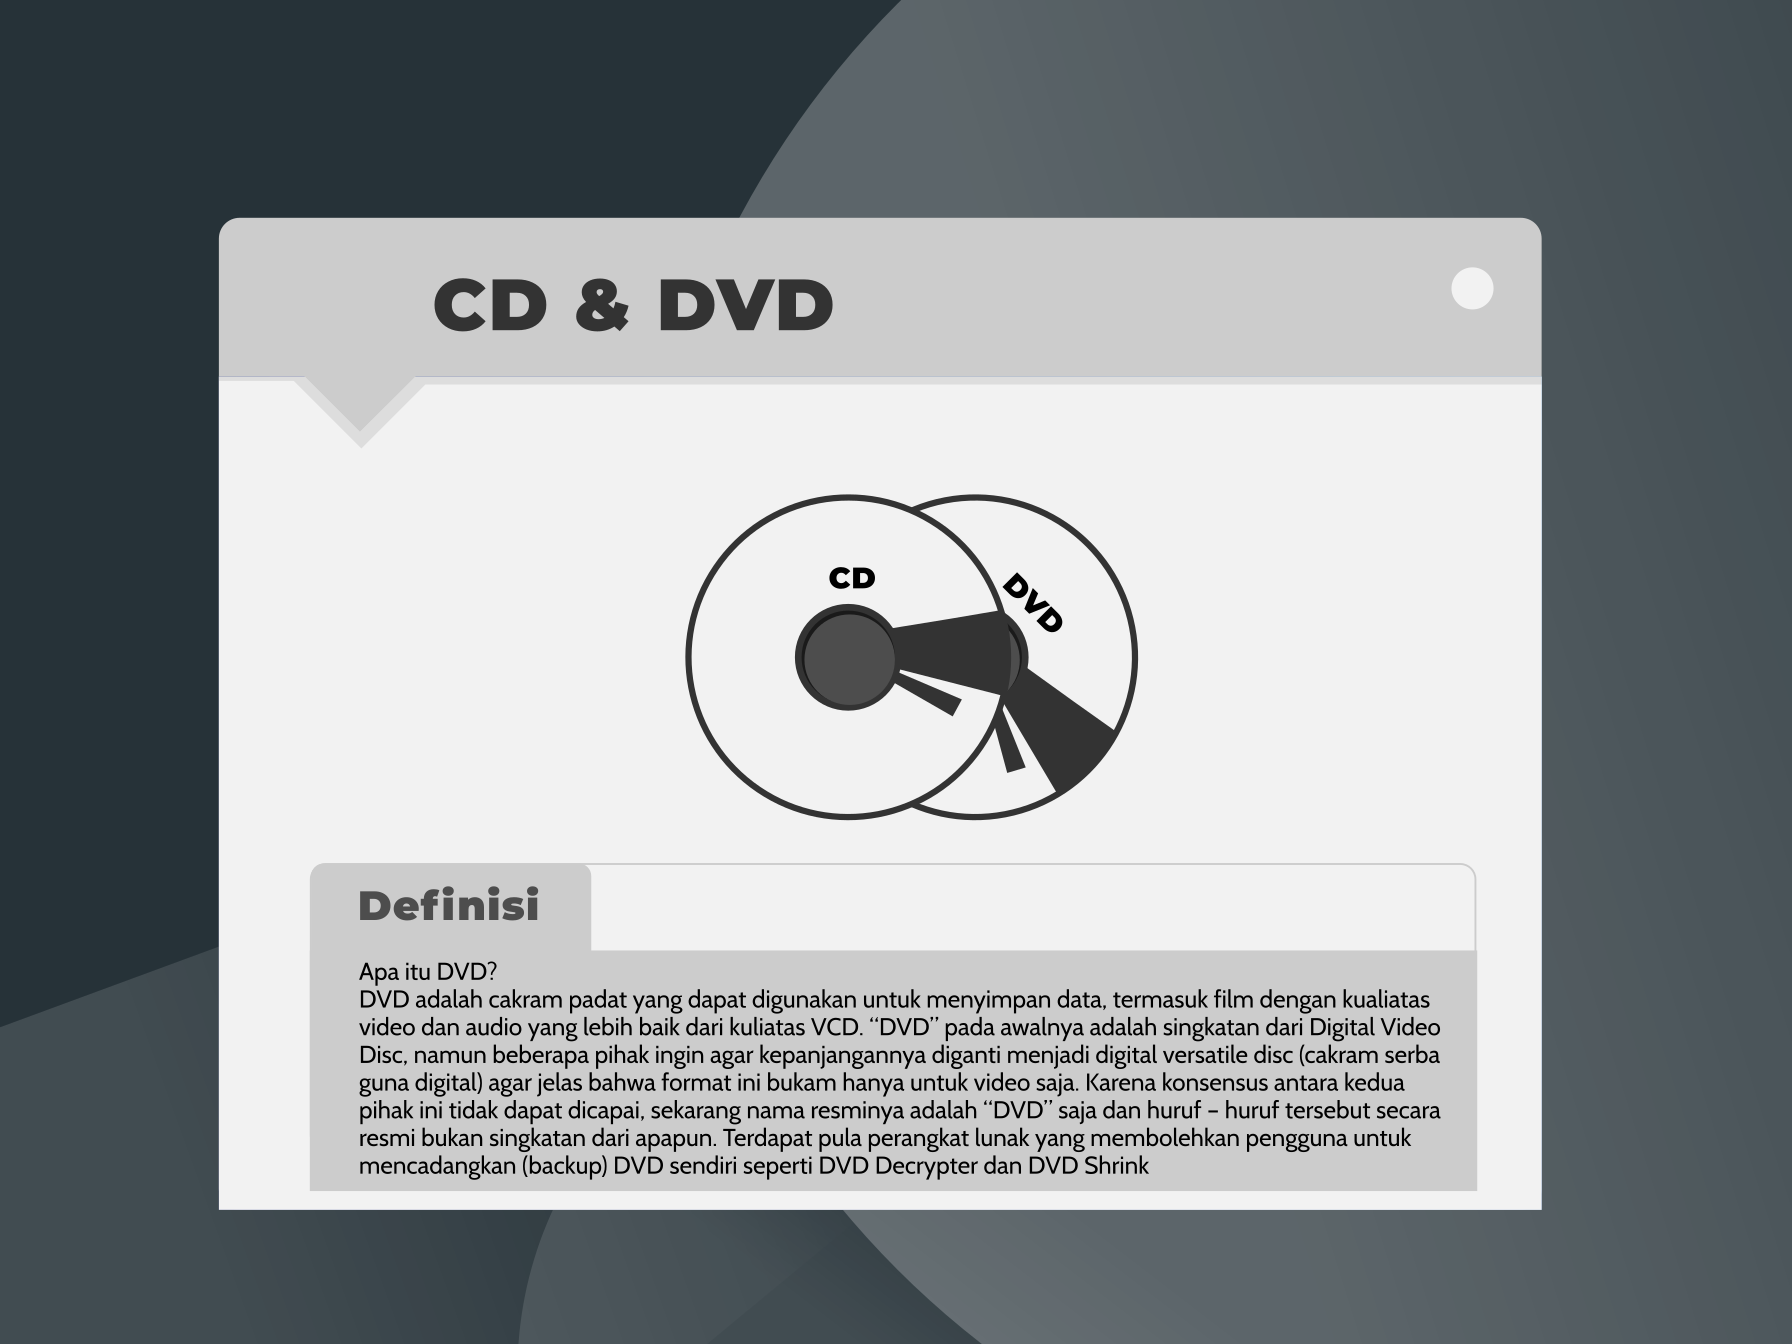 CD & DVD
CD
DVD
Definisi
Apa itu DVD?
DVD adalah cakram padat yang dapat digunakan untuk menyimpan data, termasuk film dengan kualiatas
video dan audio yang lebih baik dari kuliatas VCD. “DVD” pada awalnya adalah singkatan dari Digital Video
Disc, namun beberapa pihak ingin agar kepanjangannya diganti menjadi digital versatile disc (cakram serba
guna digital) agar jelas bahwa format ini bukam hanya untuk video saja. Karena konsensus antara kedua
pihak ini tidak dapat dicapai, sekarang nama resminya adalah “DVD” saja dan huruf – huruf tersebut secara
resmi bukan singkatan dari apapun. Terdapat pula perangkat lunak yang membolehkan pengguna untuk
mencadangkan (backup) DVD sendiri seperti DVD Decrypter dan DVD Shrink